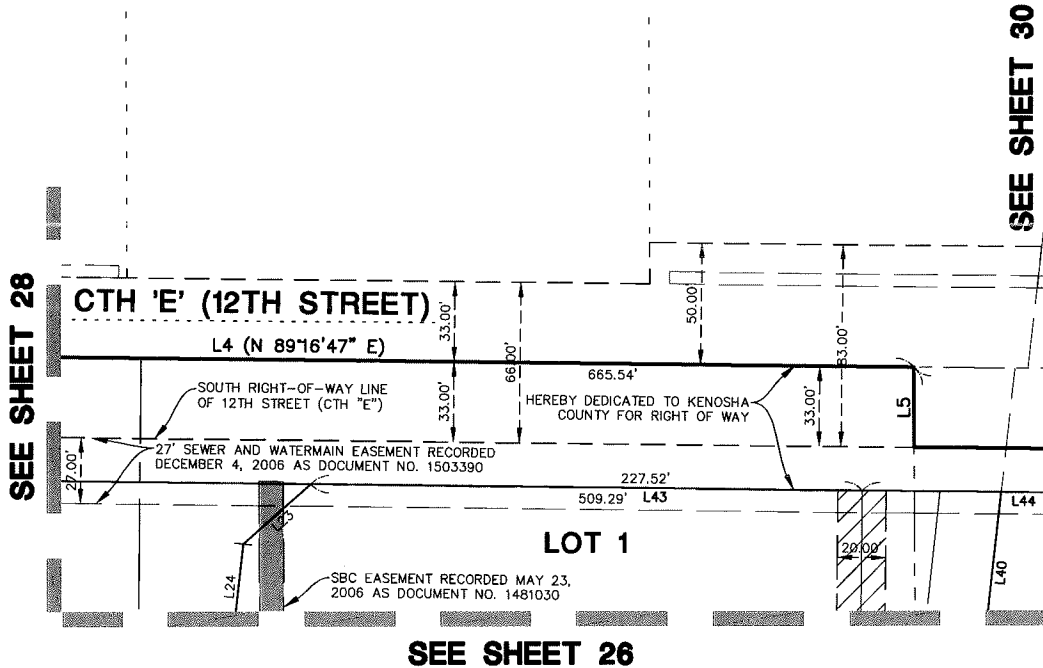 SEE SHEET 30
SEE SHEET 28
CTH 'E' (12TH STREET)
L4 (N 89°16'47" E)
33.00'
66.00'
50.00'
83.00'
665.54'
SOUTH RIGHT-OF-WAY LINE
OF 12TH STREET (CTH "E")
33.00'
HEREBY DEDICATED TO KENOSHA
COUNTY FOR RIGHT OF WAY
33.00'
L5
27' SEWER AND WATERMAIN EASEMENT RECORDED
DECEMBER 4, 2006 AS DOCUMENT NO. 1503390
27.00'
227.52'
509.29'
L43
L44
L23
LOT 1
20.00'
L24
L40
SBC EASEMENT RECORDED MAY 23,
2006 AS DOCUMENT NO. 1481030
SEE SHEET 26